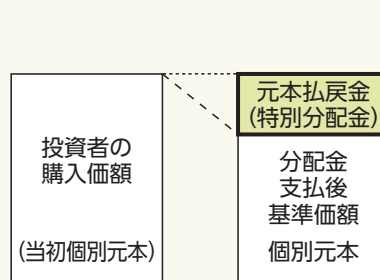 投資者の
購入価額
(当初個別元本)
元本払戻金
(特別分配金)
分配金
支払後
基準価額
個別元本